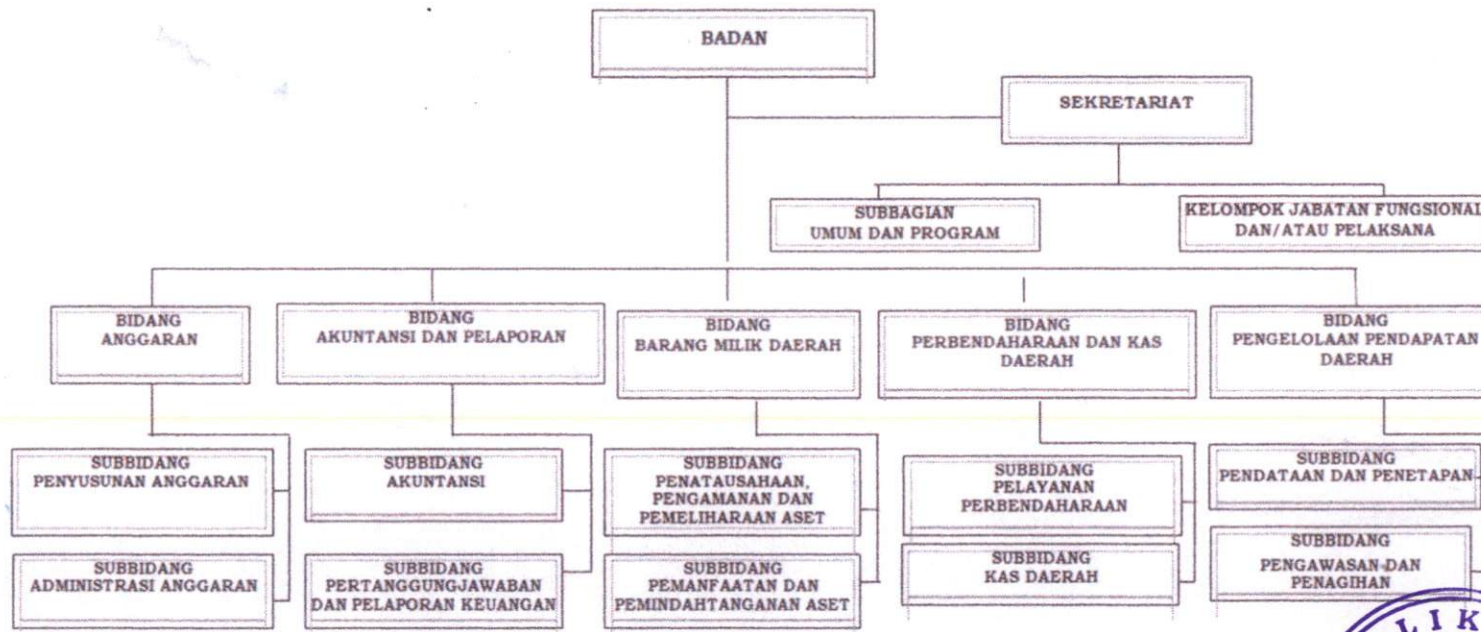 BADAN
SEKRETARIAT
SUBBAGIAN
UMUM DAN PROGRAM
KELOMPOK JABATAN FUNGSIONAL
DAN/ATAU PELAKSANA
BIDANG
ANGGARAN
BIDANG
AKUNTANSI DAN PELAPORAN
BIDANG
BARANG MILIK DAERAH
BIDANG
PERBENDAHARAAN DAN KAS
DAERAH
BIDANG
PENGELOLAAN PENDAPATAN
DAERAH
SUBBIDANG
PENYUSUNAN ANGGARAN
SUBBIDANG
AKUNTANSI
SUBBIDANG
PENATAUSAHAAN,
PENGAMANAN DAN
PEMELIHARAAN ASET
SUBBIDANG
PELAYANAN
PERBENDAHARAAN
SUBBIDANG
PENDATAAN DAN PENETAPAN
SUBBIDANG
ADMINISTRASI ANGGARAN
SUBBIDANG
PERTANGGUNGJAWABAN
DAN PELAPORAN KEUANGAN
SUBBIDANG
PEMANFAATAN DAN
PEMINDAHTANGANAN ASET
SUBBIDANG
KAS DAERAH
SUBBIDANG
PENGAWASAN DAN
PENAGIHAN
LIK